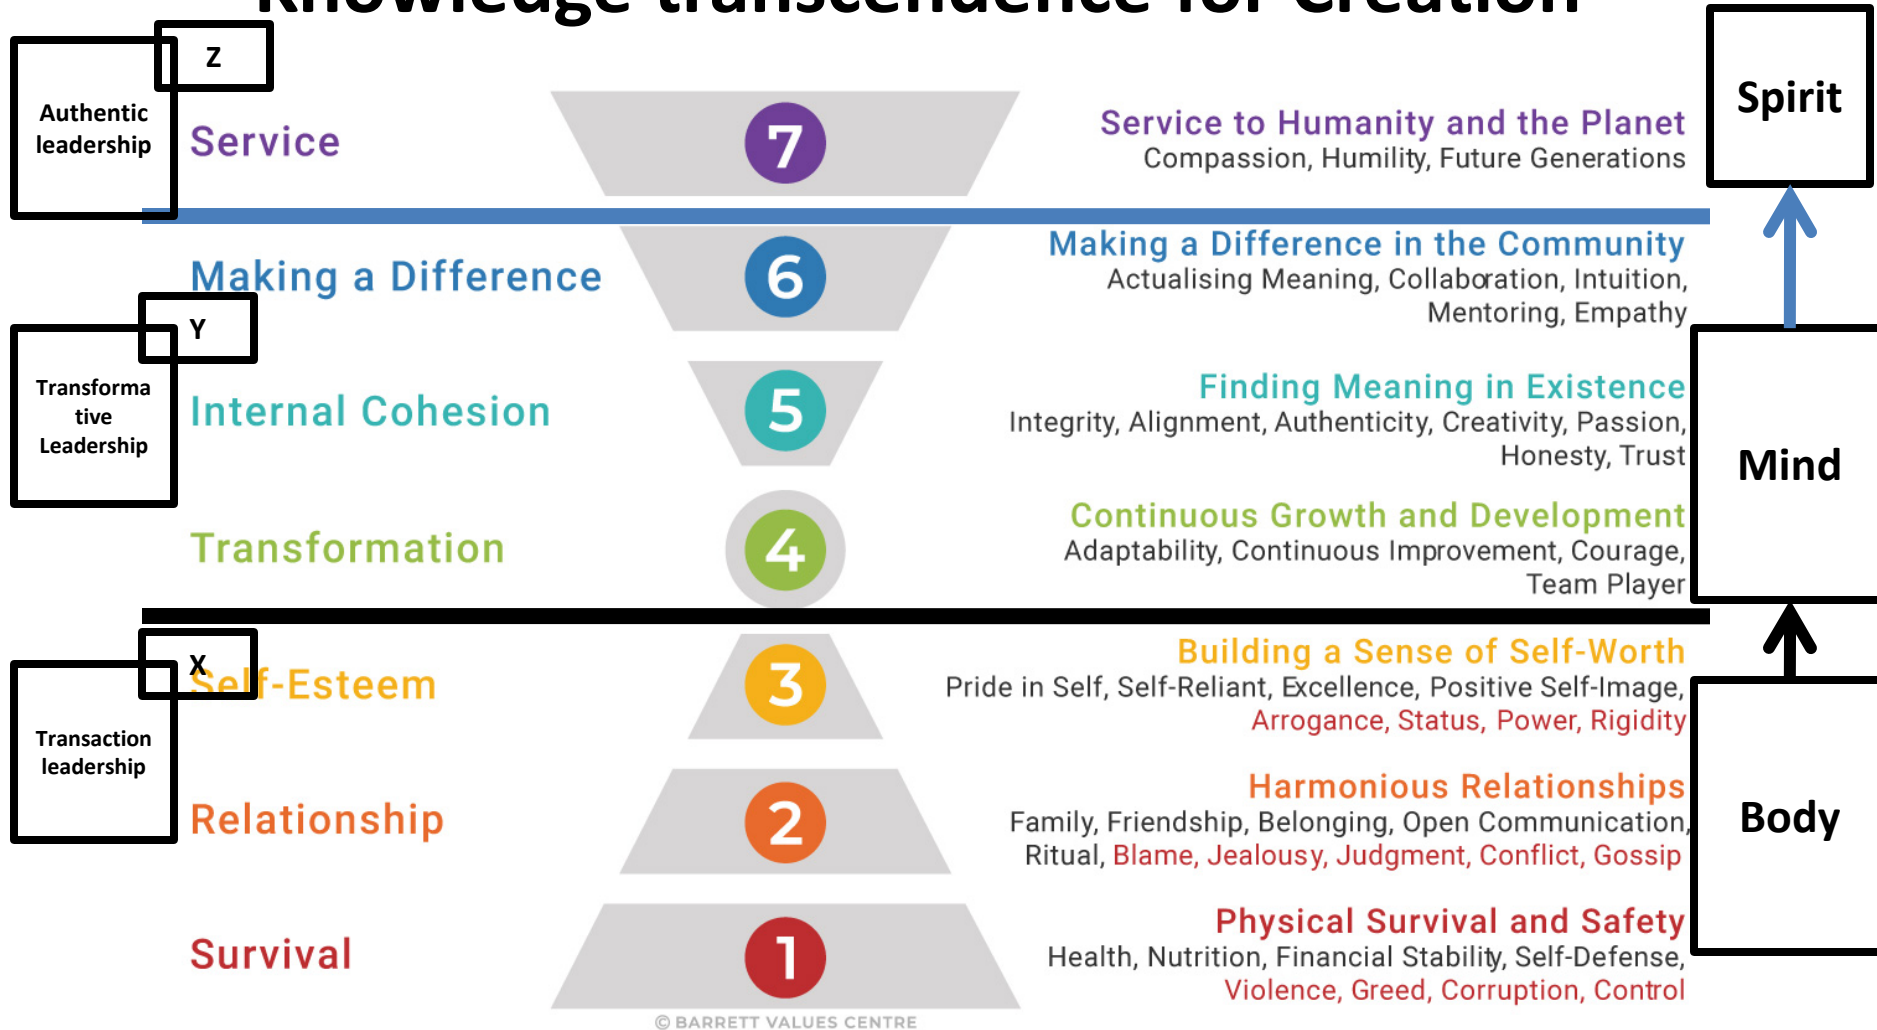 Knowledge transcendence for Creation
Z
Authentic
leadership
Service
7
Service to Humanity and the Planet
Compassion, Humility, Future Generations
Spirit
Making a Difference
6
Making a Difference in the Community
Actualising Meaning, Collaboration, Intuition,
Mentoring, Empathy
Y
Transforma
tive
Leadership
Internal Cohesion
5
Finding Meaning in Existence
Integrity, Alignment, Authenticity, Creativity, Passion,
Honesty, Trust
Mind
Transformation
4
Continuous Growth and Development
Adaptability, Continuous Improvement, Courage,
Team Player
X
Self-Esteem
3
Building a Sense of Self-Worth
Pride in Self, Self-Reliant, Excellence, Positive Self-Image,
Arrogance, Status, Power, Rigidity
Transaction
leadership
Relationship
2
Harmonious Relationships
Family, Friendship, Belonging, Open Communication,
Ritual, Blame, Jealousy, Judgment, Conflict, Gossip
Body
Survival
1
Physical Survival and Safety
Health, Nutrition, Financial Stability, Self-Defense,
Violence, Greed, Corruption, Control
© BARRETT VALUES CENTRE